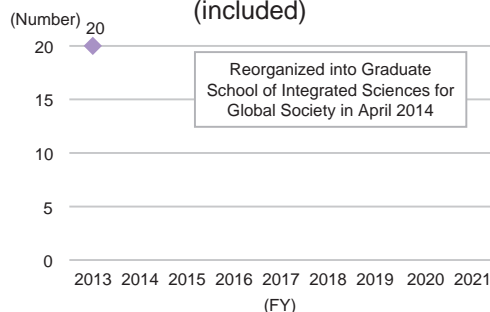 (included)
(Number)
20
20
Reorganized into Graduate
School of Integrated Sciences for
Global Society in April 2014
15
10
5
0
2013 2014 2015 2016 2017 2018 2019 2020 2021
(FY)